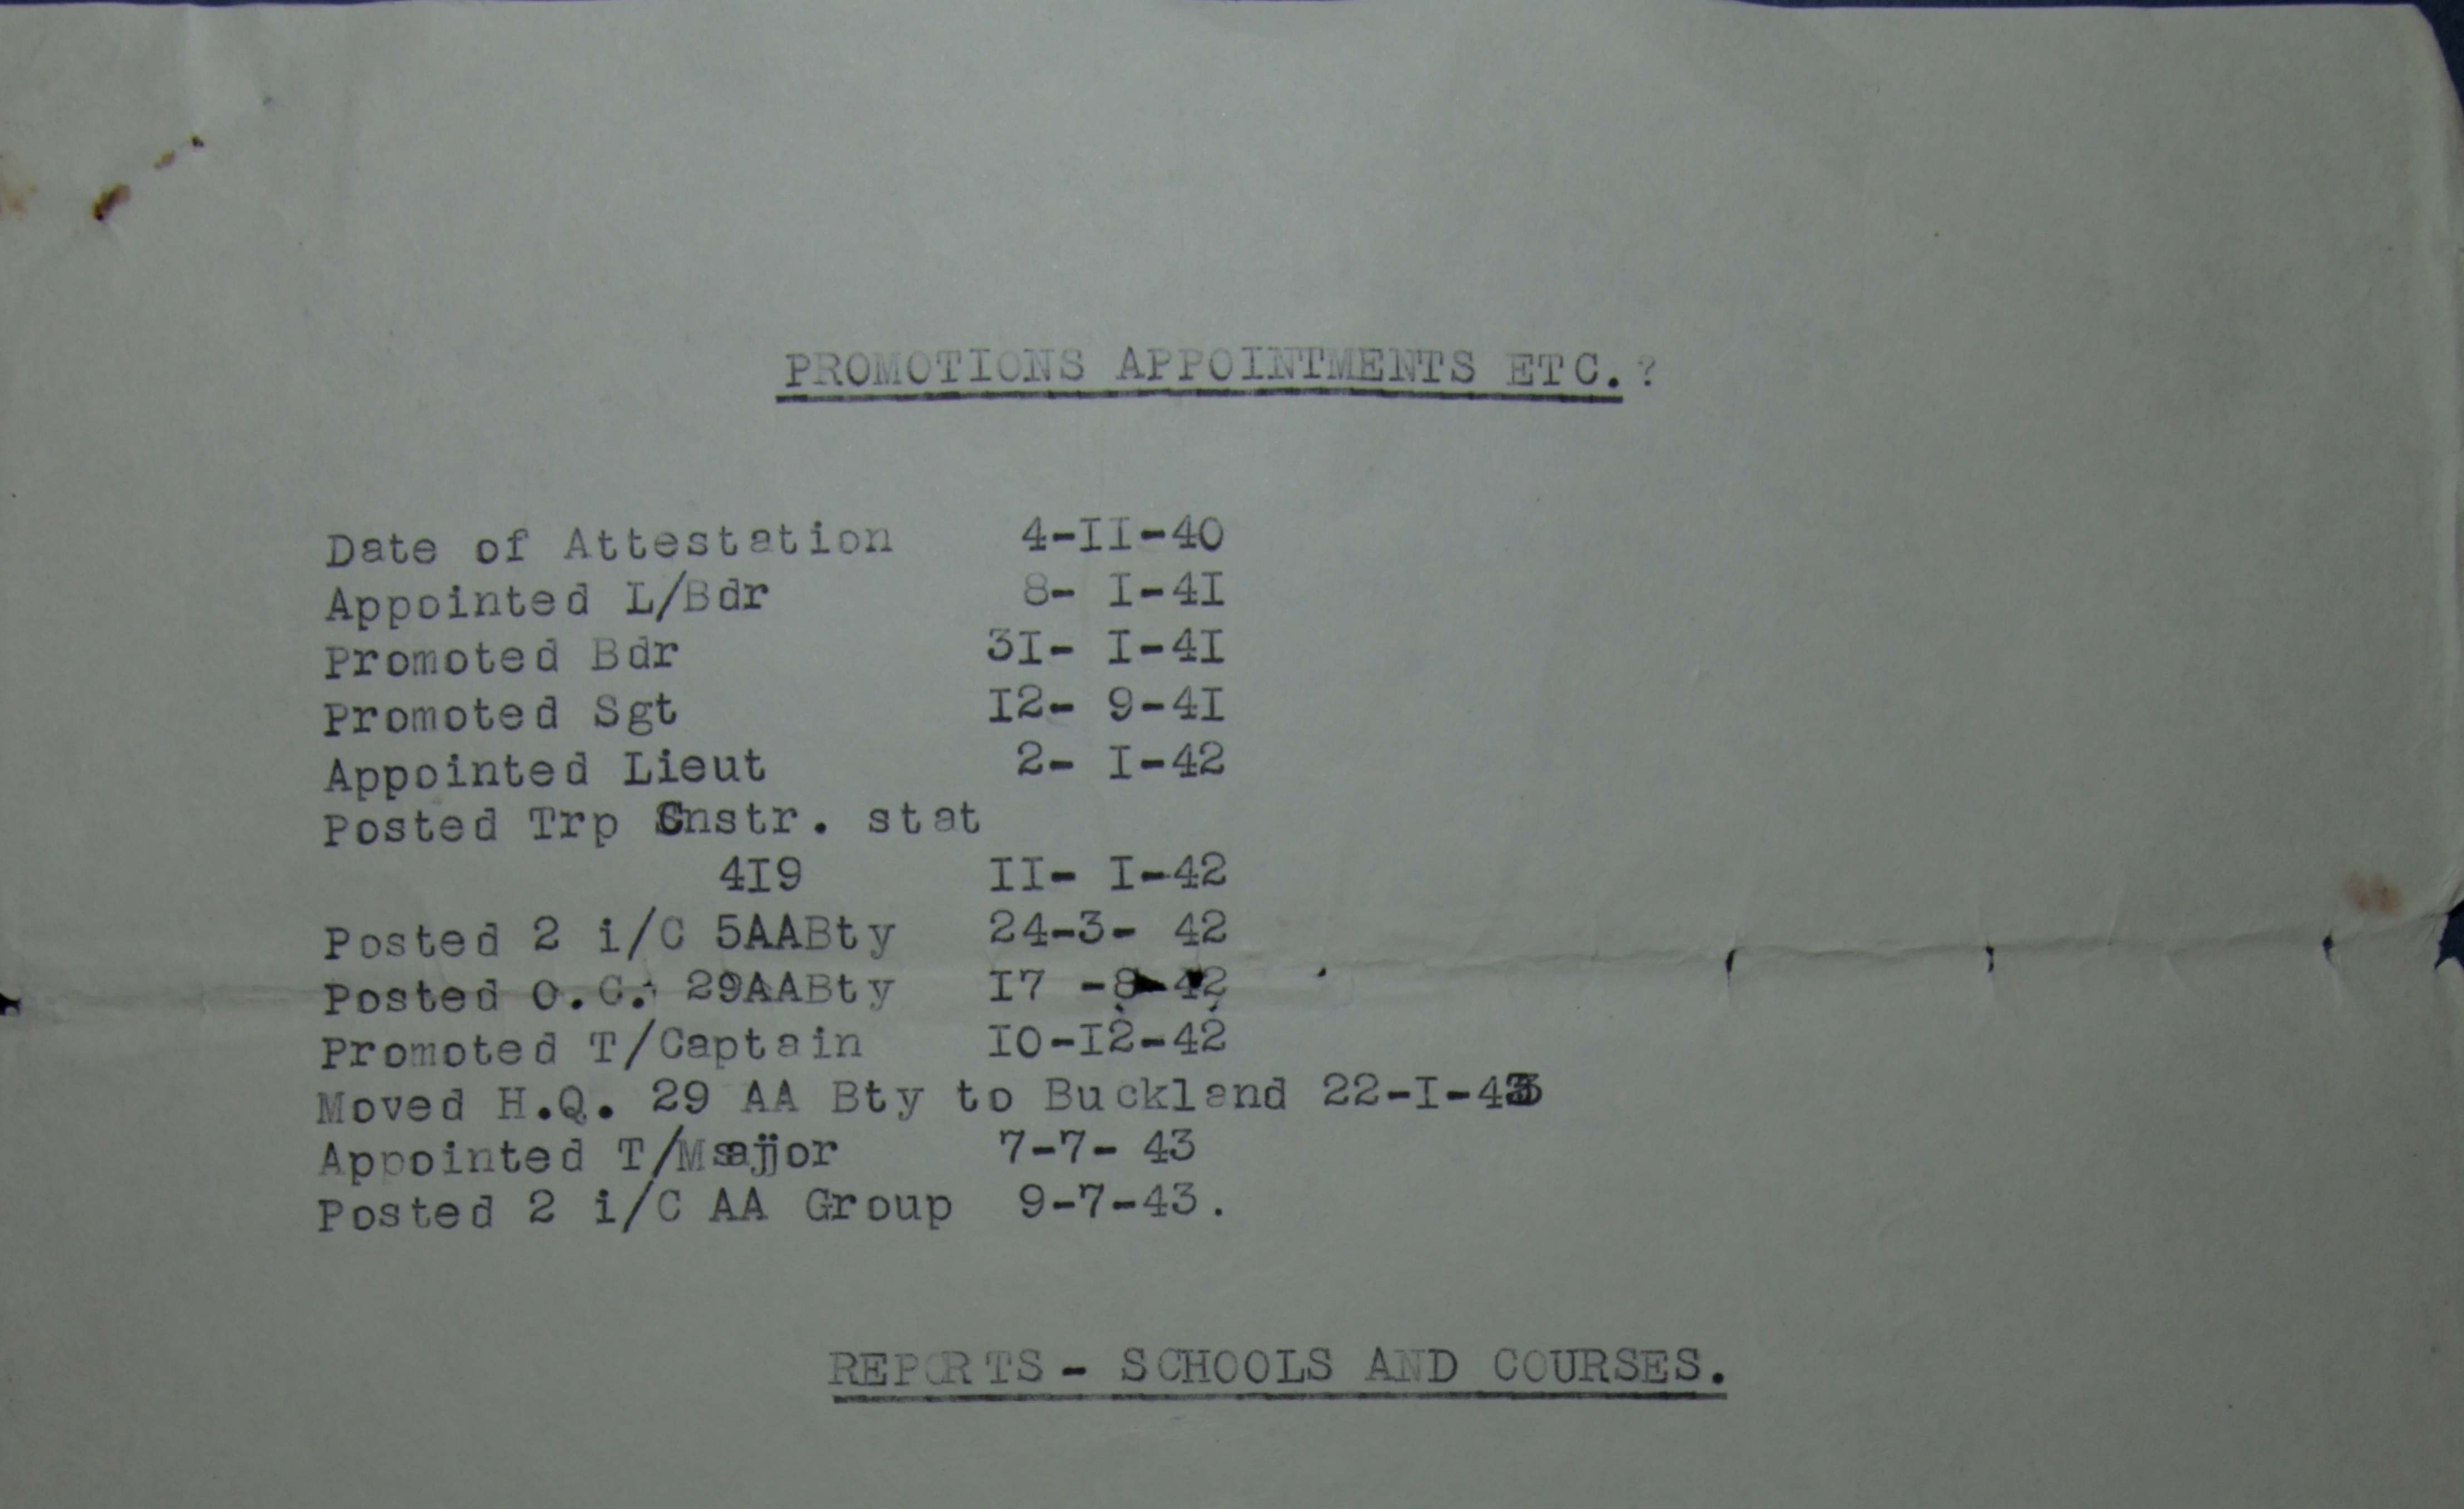 PROMOTIONS APPOINTMENTS ETC.?
Date of Attestation 4-II-40
Appointed L/Bdr 8- I-4I
Promoted Bdr 3I- I-4I
Promoted Sgt I2- 9-4I
Appointed Lieut 2- I-42
Posted Trp Cnstr. stat
4I9 II- I-42
Posted 2 i/C 5AABty 24-3- 42
Posted O.C. 29AABty I7 -8-42
Promoted T/Captain I0-I2-42
Moved H.Q. 29 AA Bty to Buckland 22-I-43
Appointed T/Major 7-7- 43
Posted 2 i/C AA Group 9-7-43.
REPORTS - SCHOOLS AND COURSES.